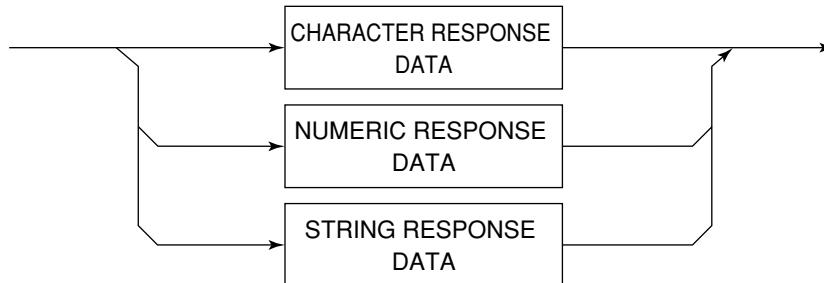 CHARACTER RESPONSE
DATA
NUMERIC RESPONSE
DATA
STRING RESPONSE
DATA